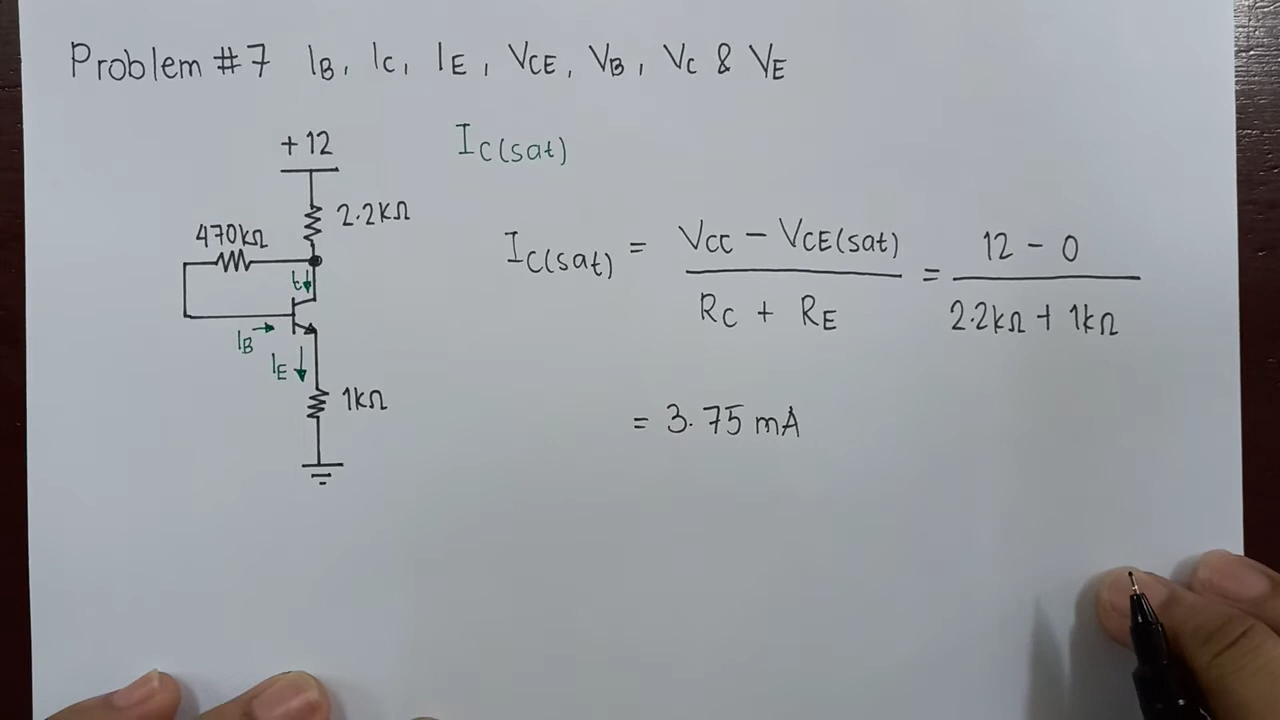 Problem #7 IB, IC, IE, VCE, VB, VC & VE
+12
IC(sat)
2.2kΩ
470kΩ
IC(sat) = VCC - VCE(sat) / RC + RE = 12 - 0 / 2.2kΩ + 1kΩ
IB
IE
1kΩ
= 3.75 mA